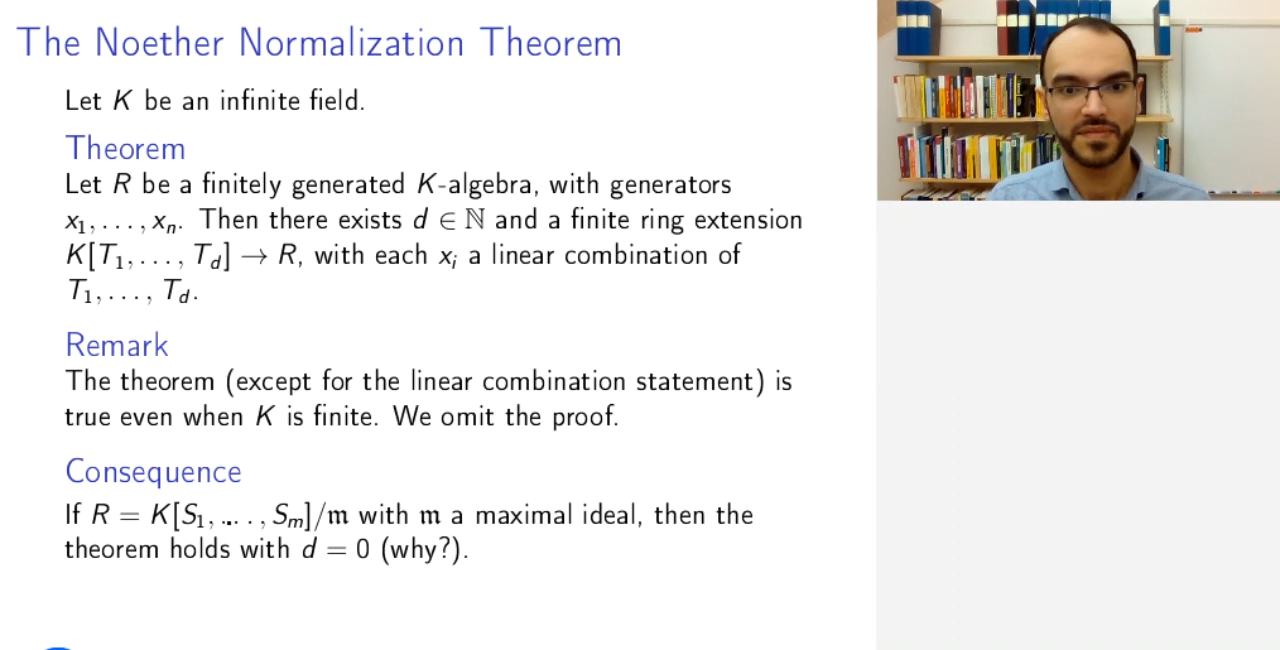 The Noether Normalization Theorem
Let K be an infinite field.
Theorem
Let R be a finitely generated K-algebra, with generators
x₁, . . . , xₙ. Then there exists d ∈ ℕ and a finite ring extension
K[T₁, . . . , T_d] → R, with each xᵢ a linear combination of
T₁, . . . , T_d.
Remark
The theorem (except for the linear combination statement) is
true even when K is finite. We omit the proof.
Consequence
If R = K[S₁, . . . , Sₘ]/𝔪 with 𝔪 a maximal ideal, then the
theorem holds with d = 0 (why?).